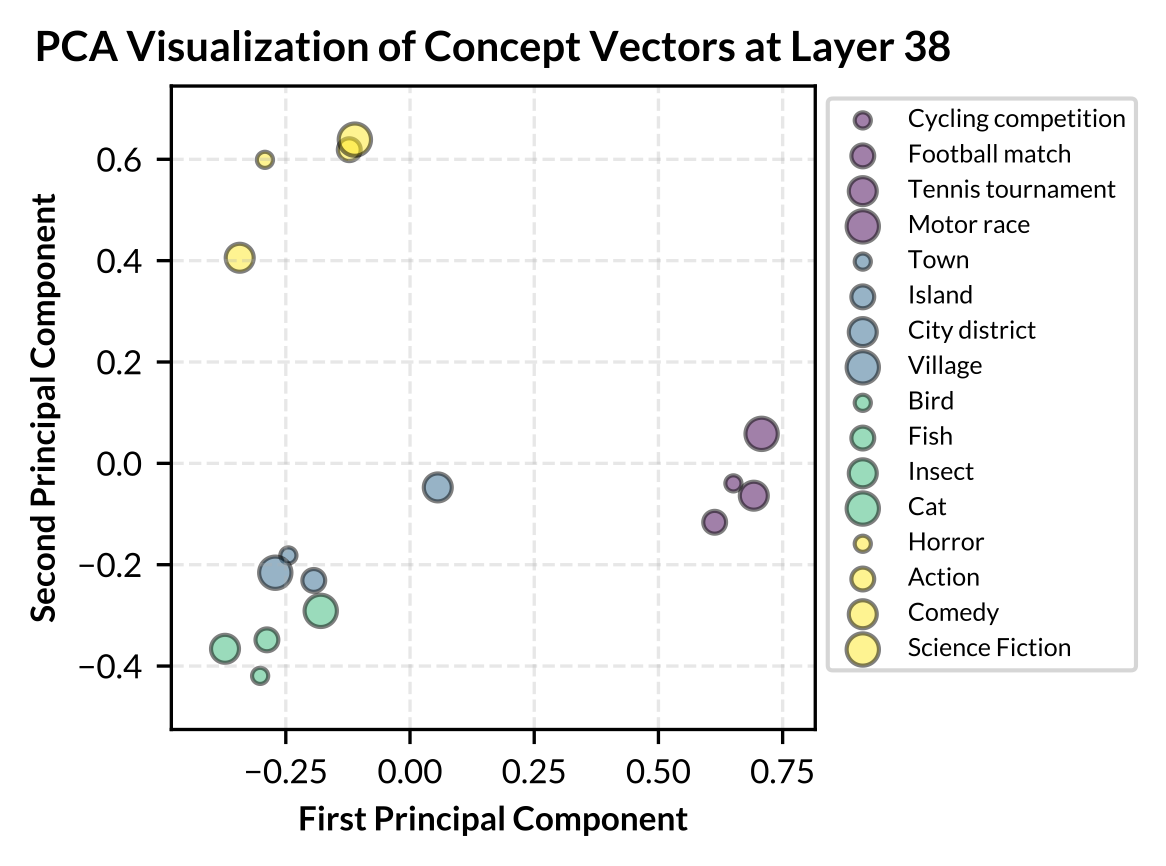 PCA Visualization of Concept Vectors at Layer 38
Second Principal Component
0.6
0.4
0.2
0.0
−0.2
−0.4
−0.25
0.00
0.25
0.50
0.75
First Principal Component
Cycling competition
Football match
Tennis tournament
Motor race
Town
Island
City district
Village
Bird
Fish
Insect
Cat
Horror
Action
Comedy
Science Fiction